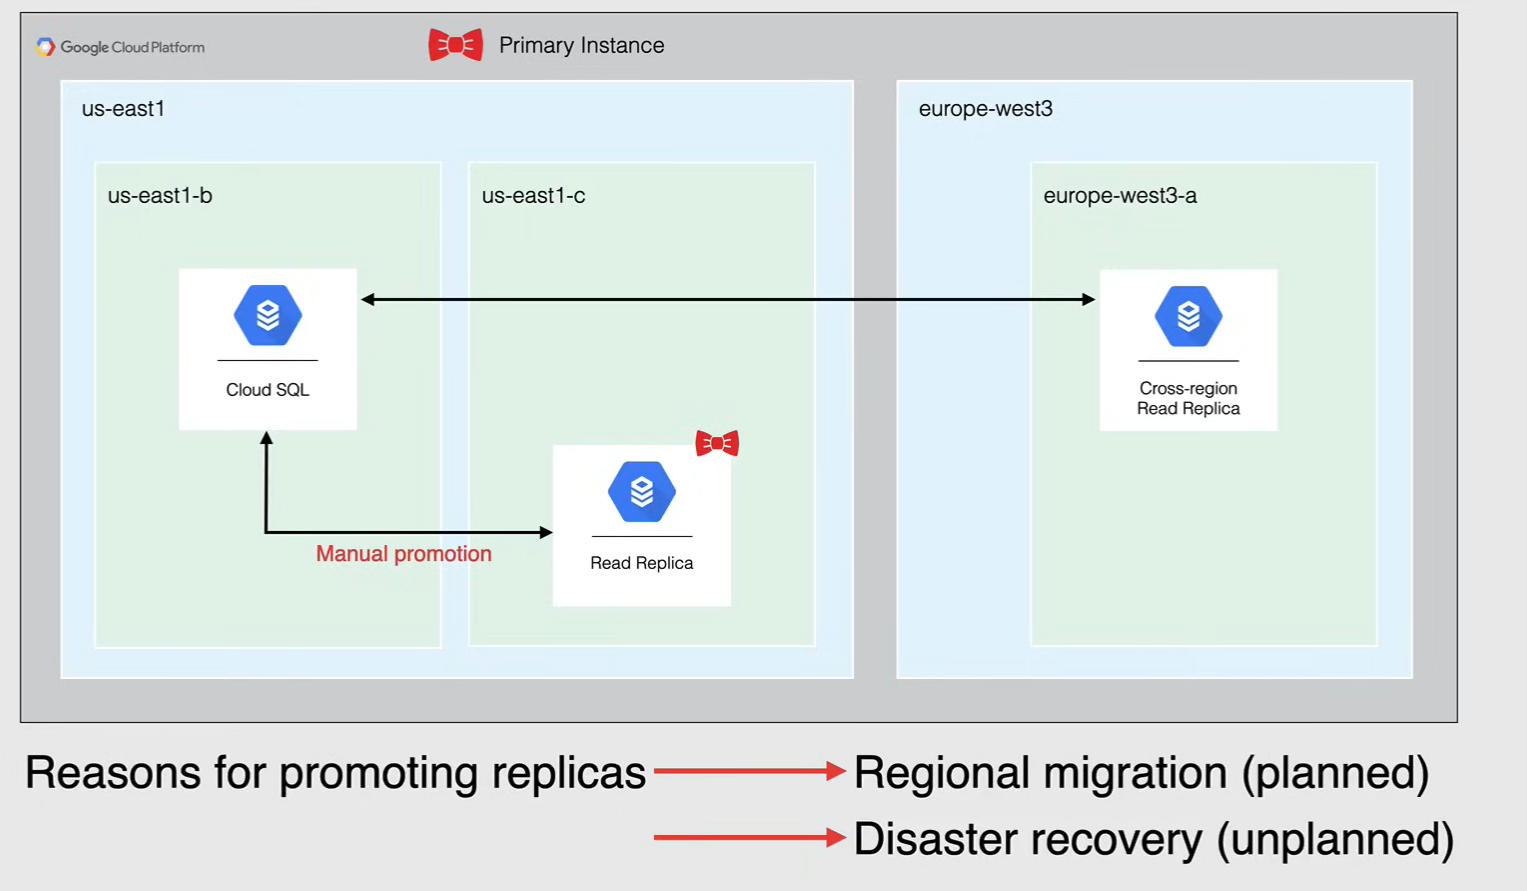 Google Cloud Platform
Primary Instance
us-east1
europe-west3
us-east1-b
us-east1-c
europe-west3-a
Cloud SQL
Cross-region
Read Replica
Manual promotion
Read Replica
Reasons for promoting replicas
Regional migration (planned)
Disaster recovery (unplanned)